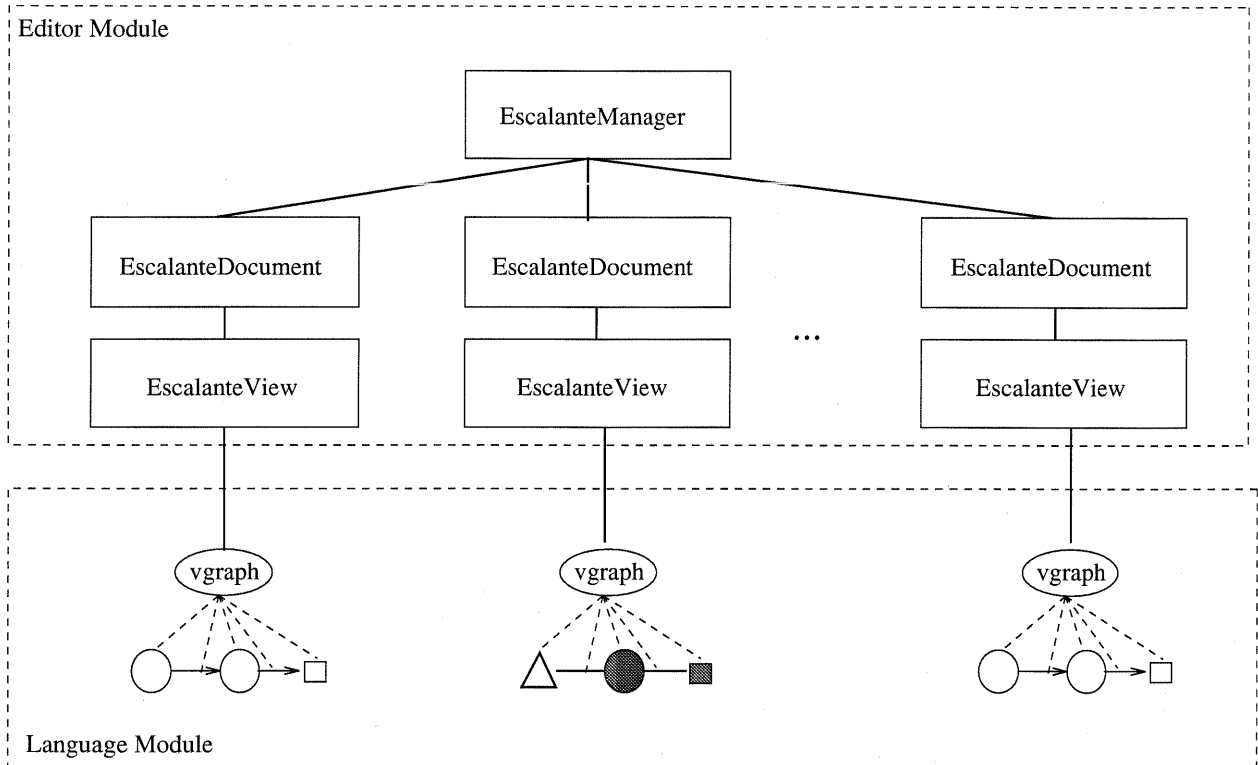 Editor Module
EscalanteManager
EscalanteDocument
EscalanteDocument
EscalanteDocument
...
EscalanteView
EscalanteView
EscalanteView
vgraph
vgraph
vgraph
Language Module